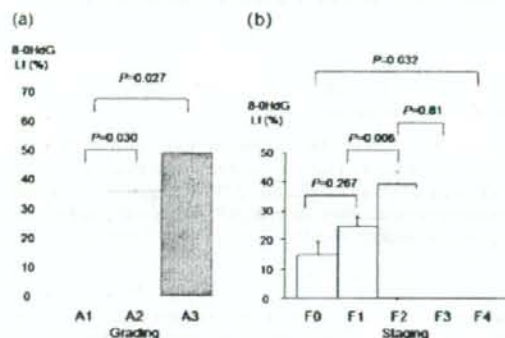 (a)
8-0HdG
LI (%)
P=0.027
P=0.030
70
60
50
40
30
20
10
0
A1 A2 A3
Grading
(b)
P=0.032
8-0HdG
LI (%)
P=0.81
P=0.006
P=0.267
50
40
30
20
10
0
F0 F1 F2 F3 F4
Staging